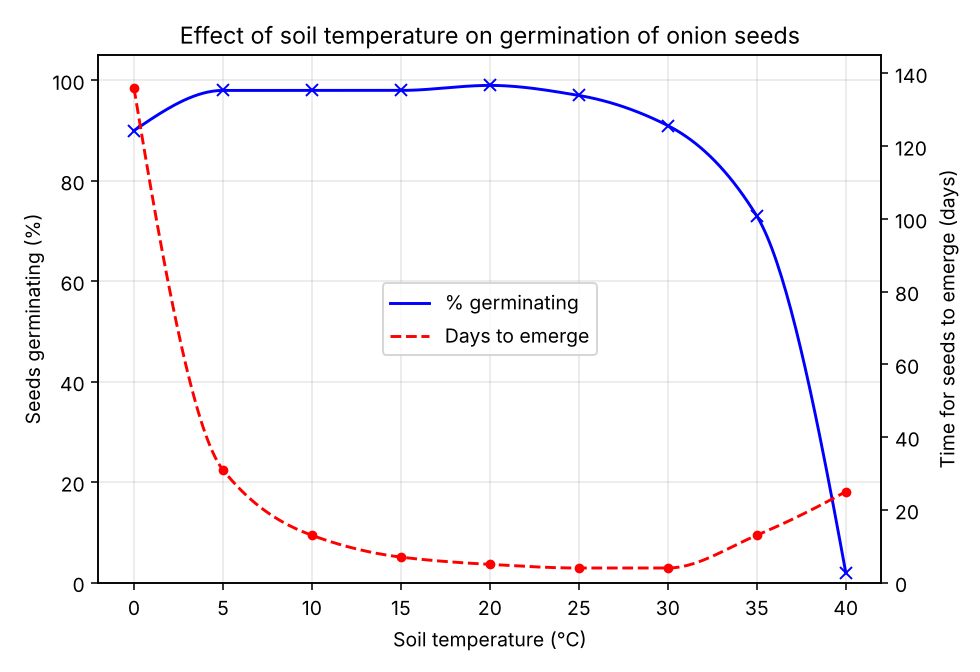 Effect of soil temperature on germination of onion seeds
Seeds germinating (%)
100
80
60
40
20
0
% germinating
Days to emerge
140
120
100
80
60
40
20
0
Time for seeds to emerge (days)
0 5 10 15 20 25 30 35 40
Soil temperature (°C)